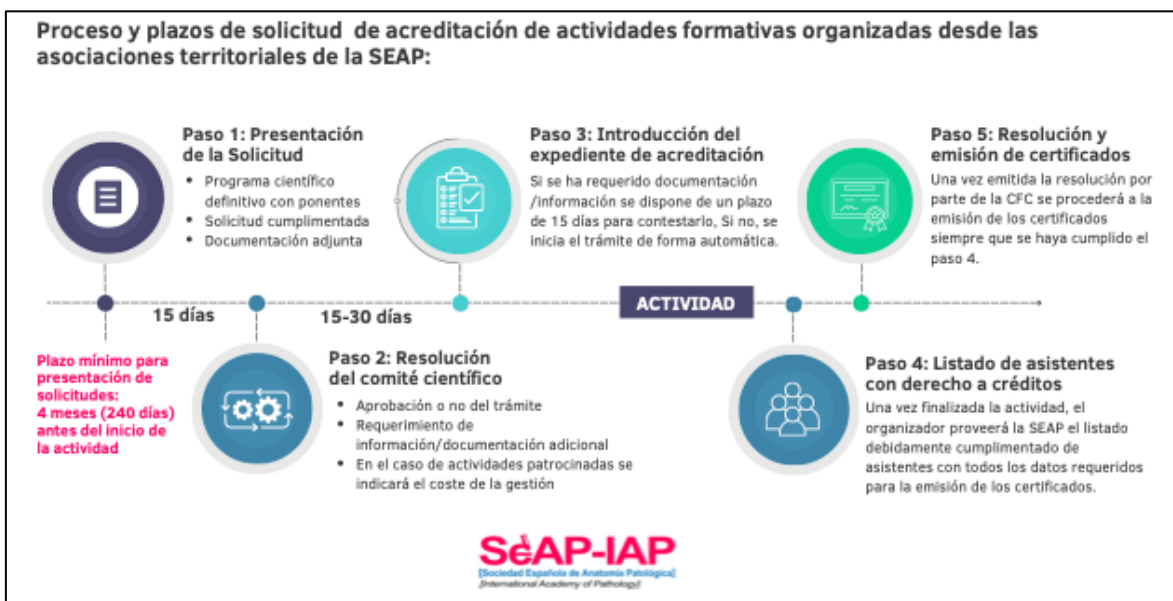 Proceso y plazos de solicitud de acreditación de actividades formativas organizadas desde las
asociaciones territoriales de la SEAP:
Paso 1: Presentación
de la Solicitud
• Programa científico
definitivo con ponentes
• Solicitud cumplimentada
• Documentación adjunta
Paso 3: Introducción del
expediente de acreditación
Si se ha requerido documentación
/información se dispone de un plazo
de 15 días para contestarlo, Si no, se
inicia el trámite de forma automática.
Paso 5: Resolución y
emisión de certificados
Una vez emitida la resolución por
parte de la CFC se procederá a la
emisión de los certificados
siempre que se haya cumplido el
paso 4.
15 días
15-30 días
ACTIVIDAD
Plazo mínimo para
presentación de
solicitudes:
4 meses (240 días)
antes del inicio de
la actividad
Paso 2: Resolución
del comité científico
• Aprobación o no del trámite
• Requerimiento de
información/documentación adicional
• En el caso de actividades patrocinadas se
indicará el coste de la gestión
Paso 4: Listado de asistentes
con derecho a créditos
Una vez finalizada la actividad, el
organizador proveerá la SEAP el listado
debidamente cumplimentado de
asistentes con todos los datos requeridos
para la emisión de los certificados.
SEAP-IAP
[Sociedad Española de Anatomía Patológica]
[International Academy of Pathology]